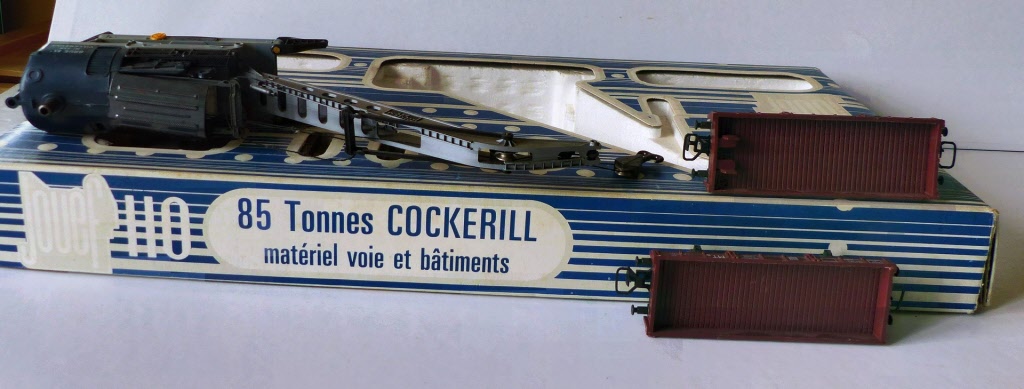 Jouef HO
85 Tonnes COCKERILL
matériel voie et bâtiments